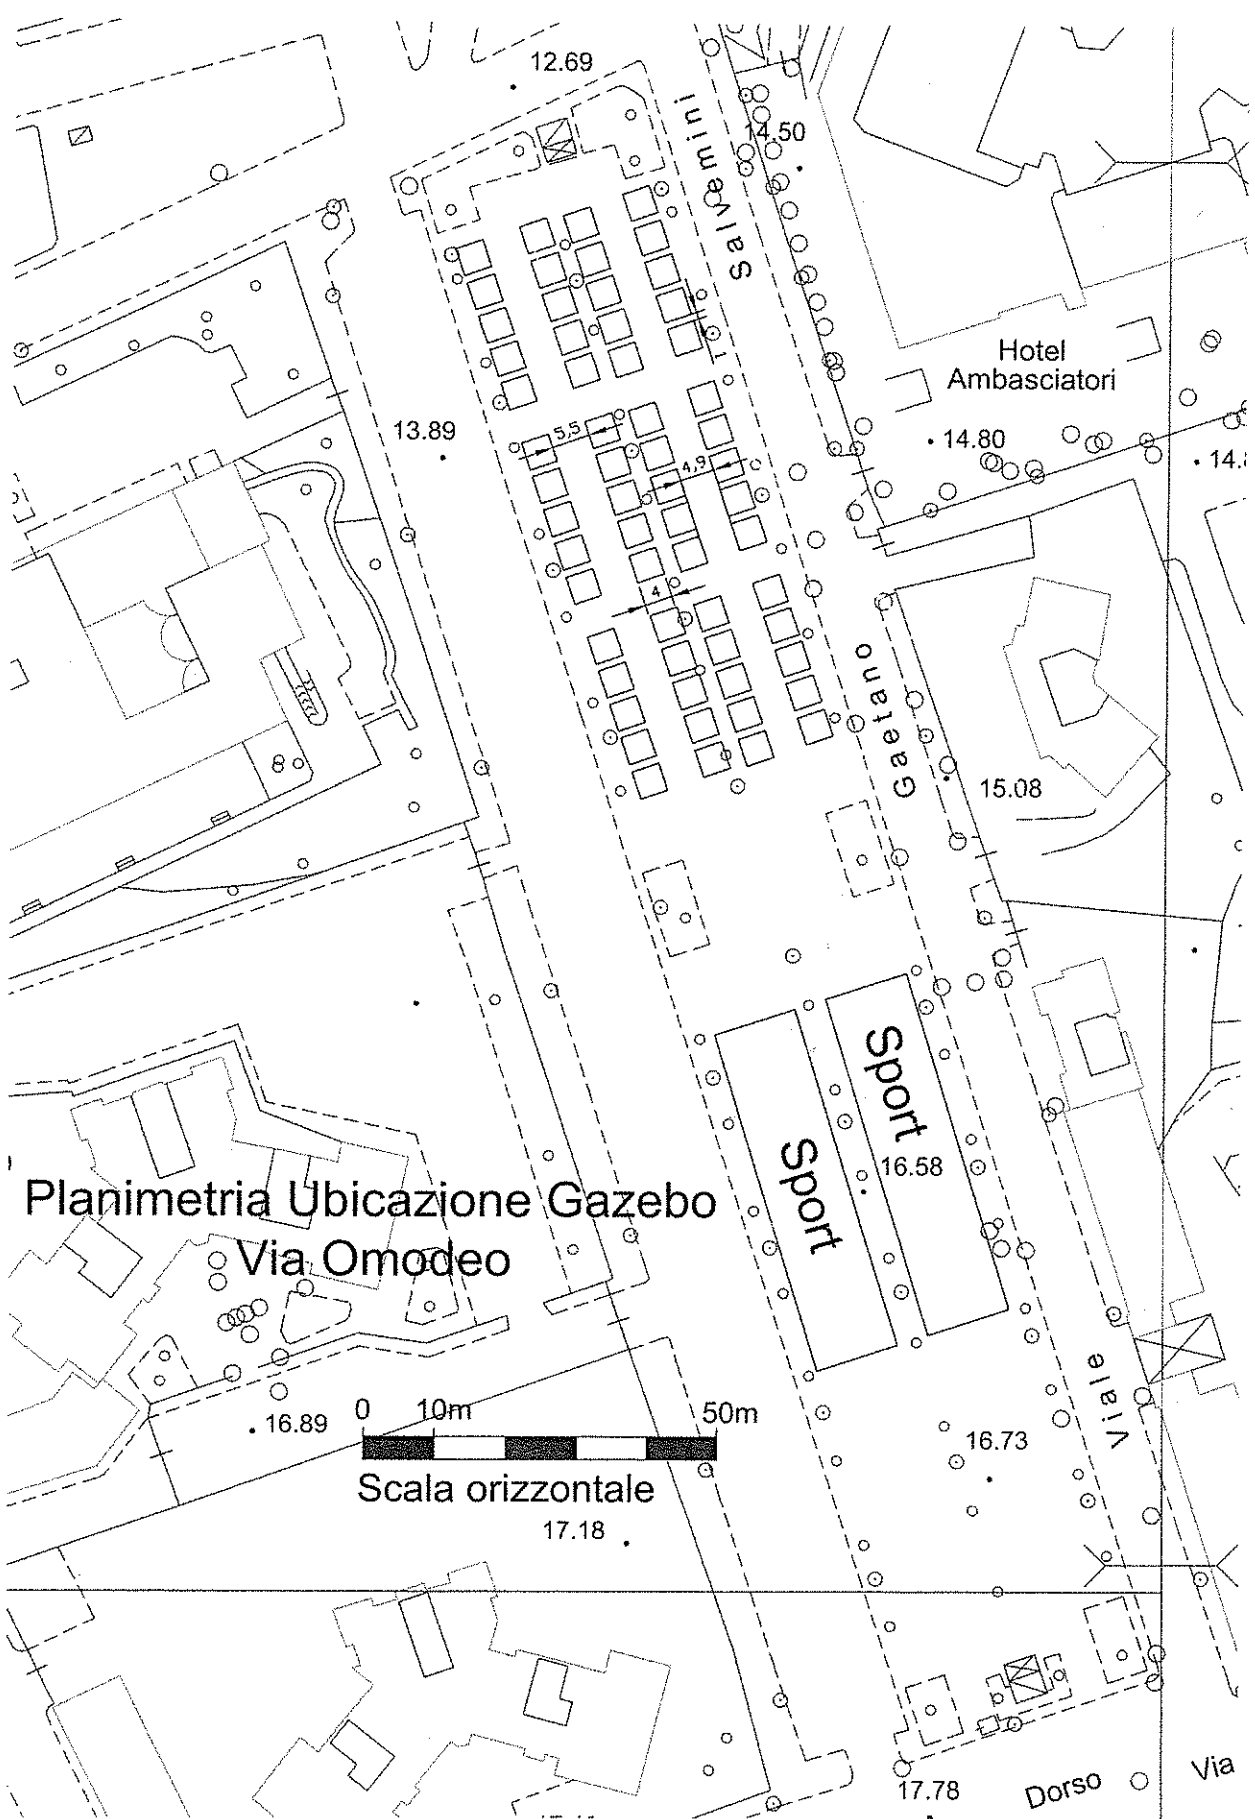 12.69
Salvemini
14.50
Hotel
Ambasciatori
13.89
5,5
14.80
4,9
1
4
Gaetano
15.08
Sport
Sport
16.58
Planimetria Ubicazione Gazebo
Via Omodeo
Viale
0 10m 50m
16.89
Scala orizzontale
16.73
17.18
17.78
Dorso
Via